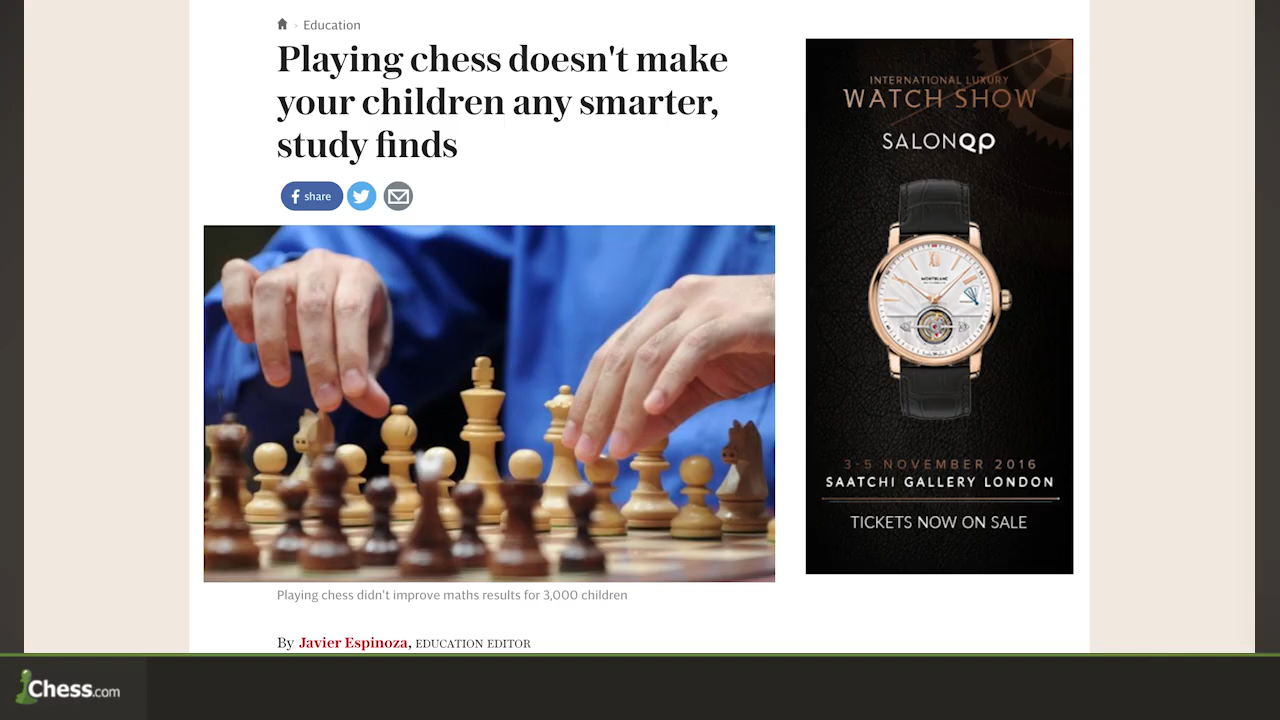 Education
Playing chess doesn't make
your children any smarter,
study finds
share
INTERNATIONAL LUXURY
WATCH SHOW
SALONQP
MONTBLANC
3-5 NOVEMBER 2016
SAATCHI GALLERY LONDON
TICKETS NOW ON SALE
Playing chess didn't improve maths results for 3,000 children
By Javier Espinoza, EDUCATION EDITOR
Chess.com